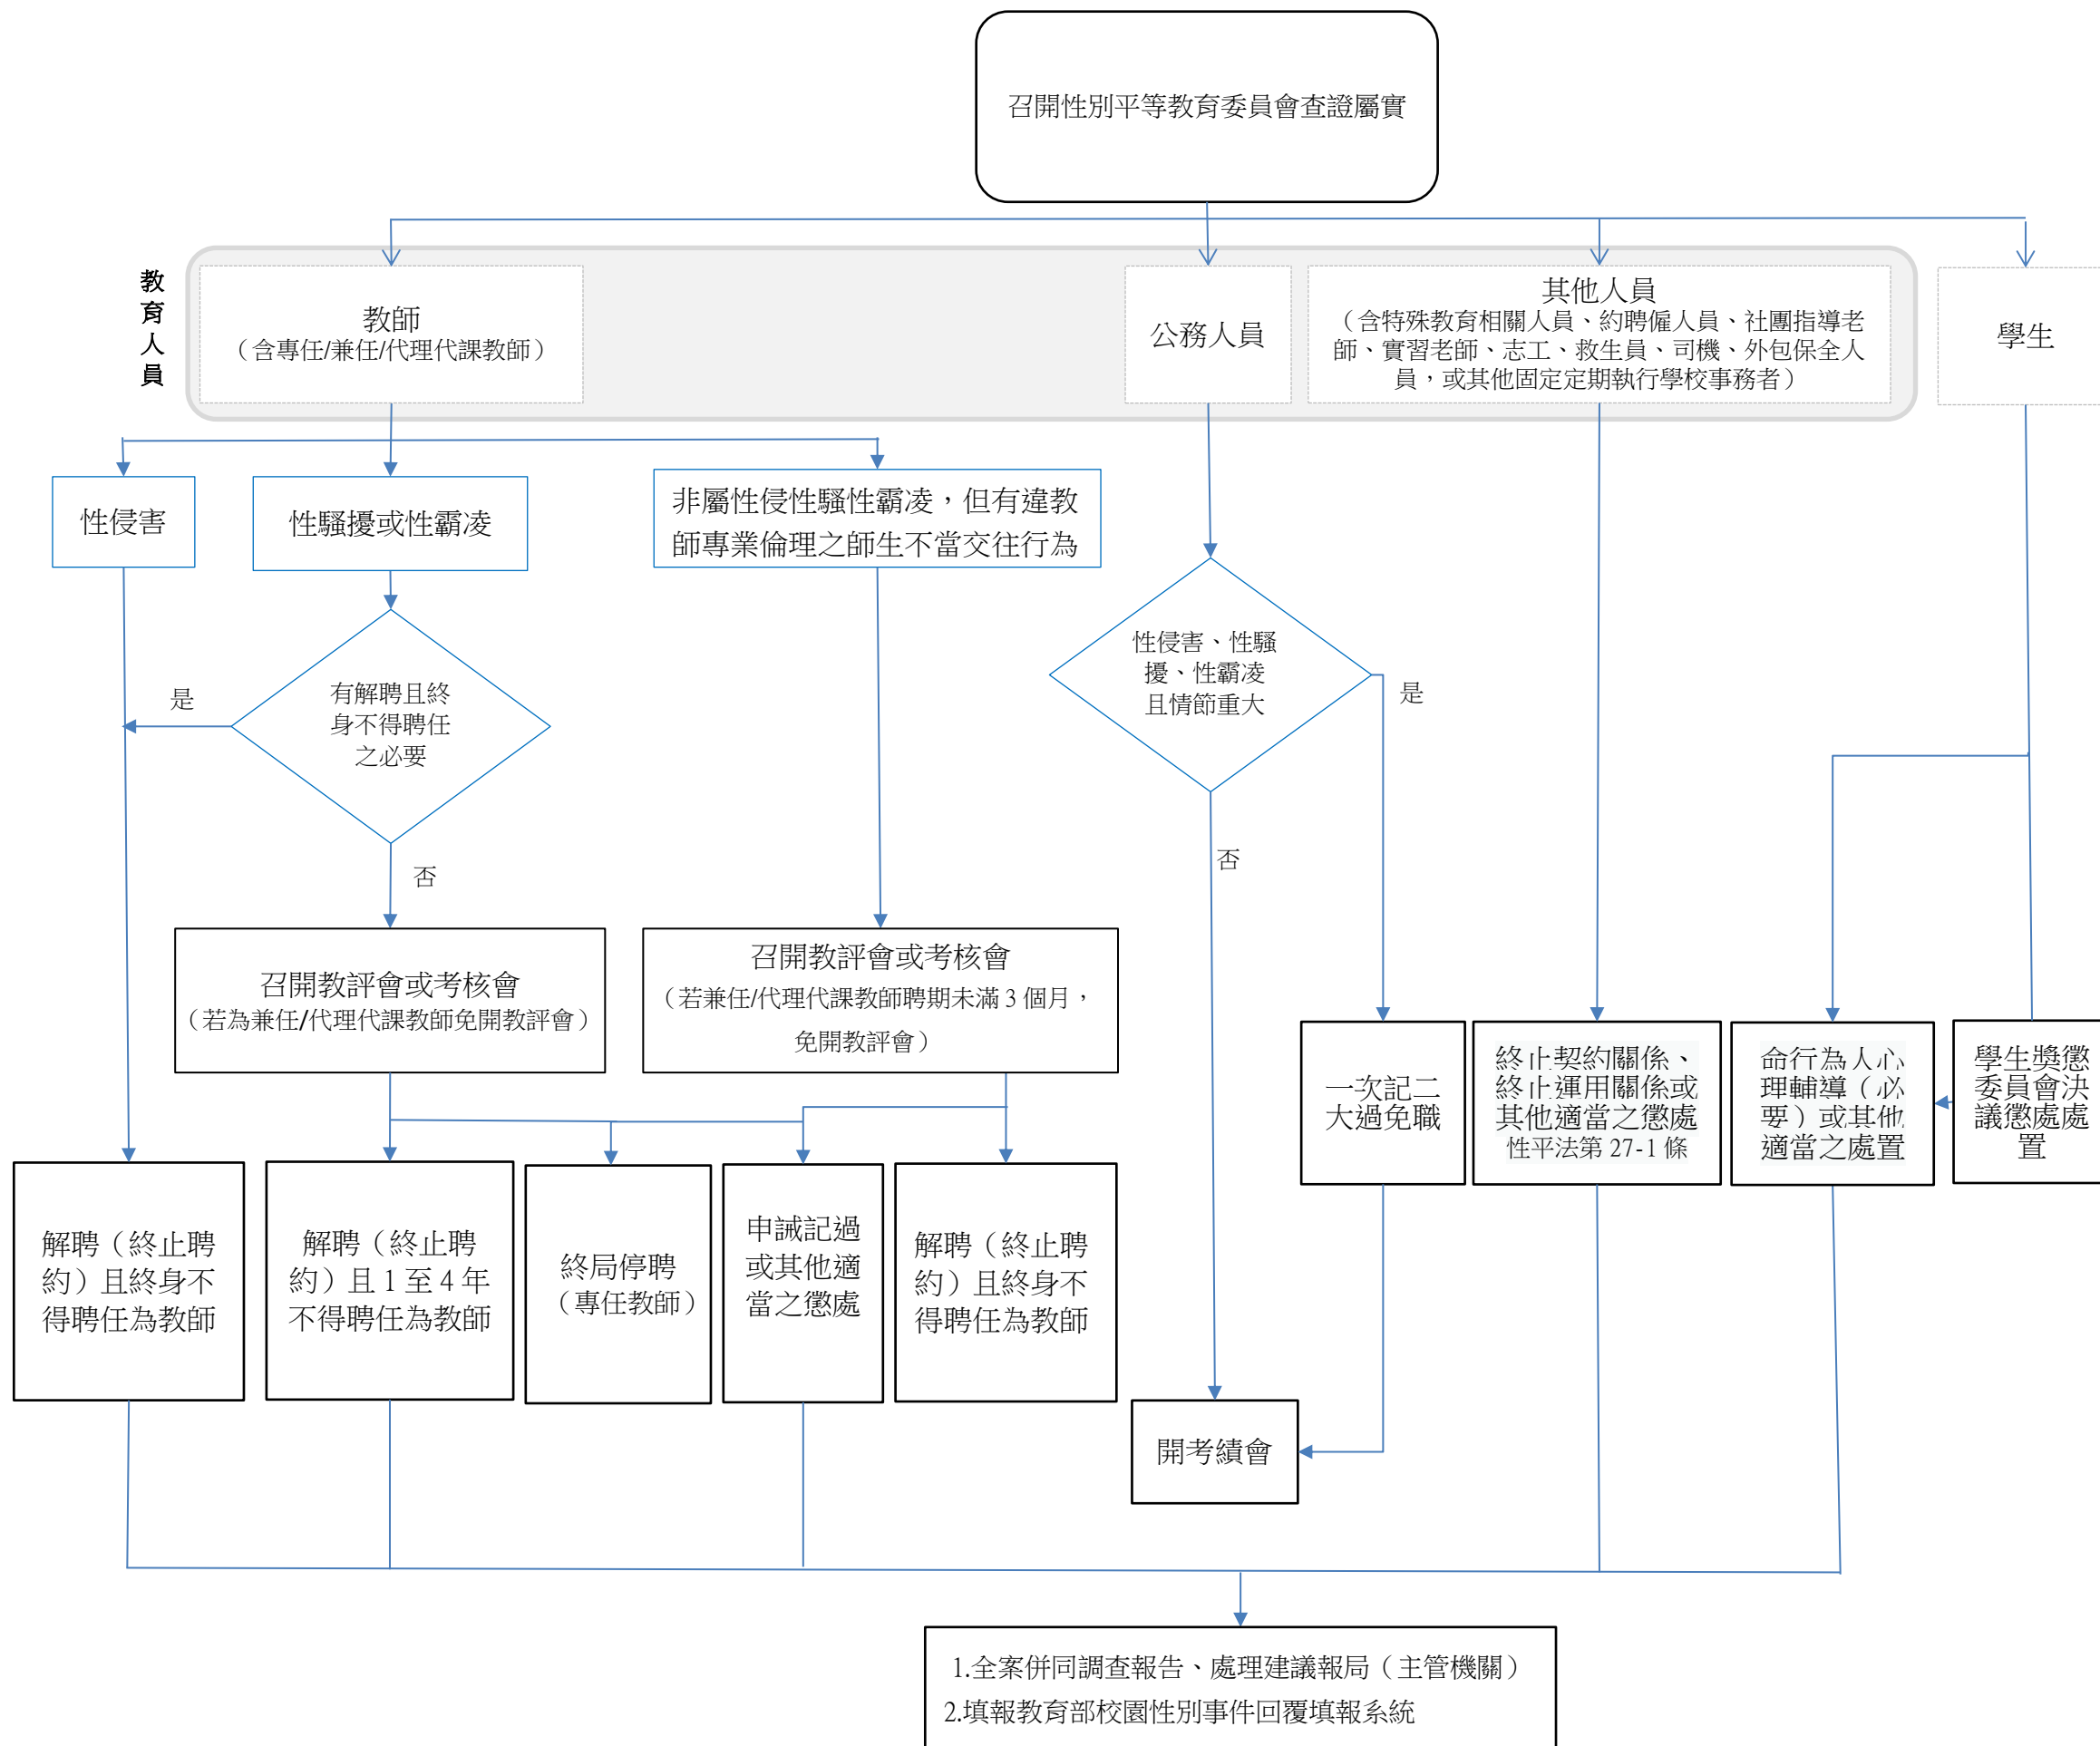 召開性別平等教育委員會查證屬實
教
育
人
員
教師
（含專任/兼任/代理代課教師）
公務人員
其他人員
（含特殊教育相關人員、約聘僱人員、社團指導老
師、實習老師、志工、救生員、司機、外包保全人
員，或其他固定定期執行學校事務者）
學生
性侵害
性騷擾或性霸凌
非屬性侵性騷性霸凌，但有違教
師專業倫理之師生不當交往行為
有解聘且終
身不得聘任
之必要
是
否
性侵害、性騷
擾、性霸凌
且情節重大
是
否
召開教評會或考核會
（若為兼任/代理代課教師免開教評會）
召開教評會或考核會
（若兼任/代理代課教師聘期未滿 3 個月，
免開教評會）
一次記二
大過免職
終止契約關係、
終止運用關係或
其他適當之懲處
性平法第 27-1 條
命行為人心
理輔導（必
要）或其他
適當之處置
學生獎懲
委員會決
議懲處處
置
解聘（終止聘
約）且終身不
得聘任為教師
解聘（終止聘
約）且 1 至 4 年
不得聘任為教師
終局停聘
（專任教師）
申誡記過
或其他適
當之懲處
解聘（終止聘
約）且終身不
得聘任為教師
開考績會
1.全案併同調查報告、處理建議報局（主管機關）
2.填報教育部校園性別事件回覆填報系統